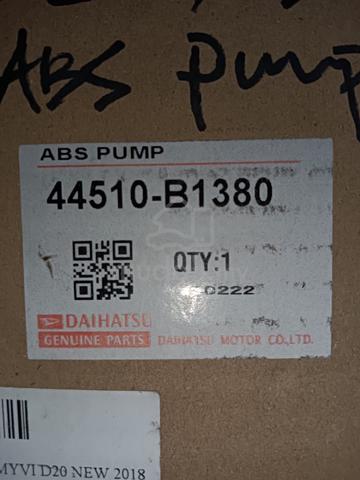 ABS Pump
ABS PUMP
44510-B1380
QTY:1
0222
DAIHATSU
GENUINE PARTS
DAIHATSU MOTOR CO.,LTD.
MYVI D20 NEW 2018